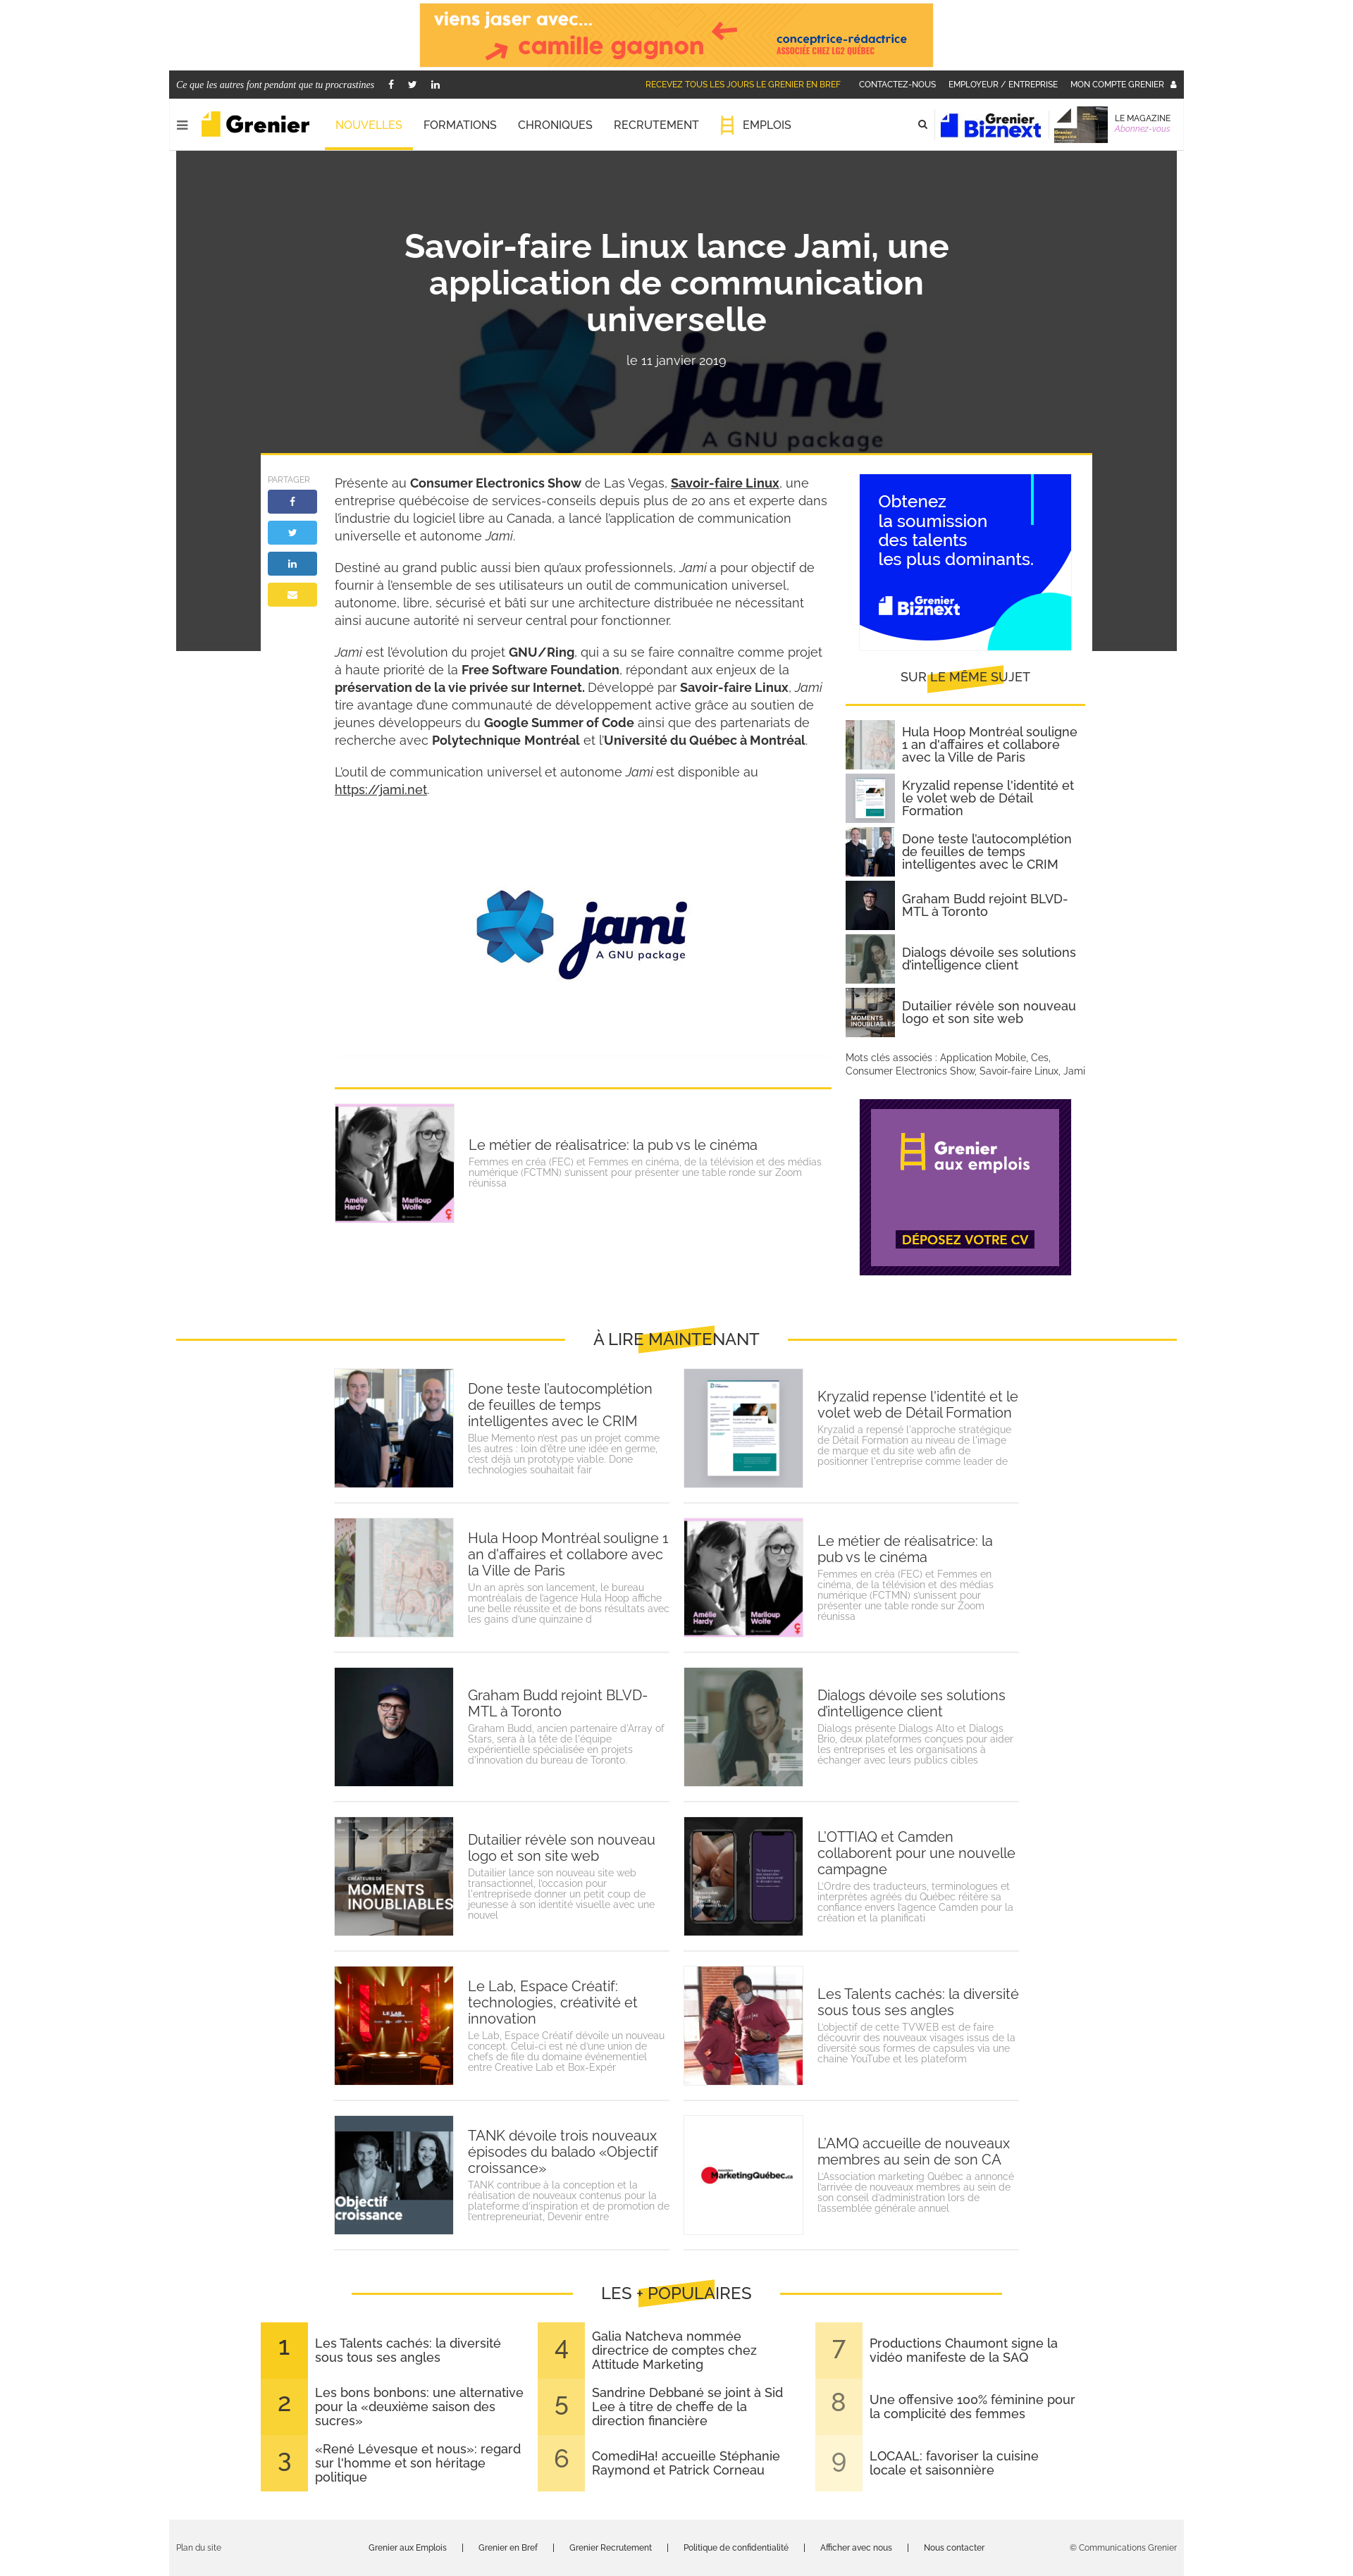 viens jaser avec...
camille gagnon
conceptrice-rédactrice
ASSOCIÉE CHEZ LG2 QUÉBEC
Ce que les autres font pendant que tu procrastines
RECEVEZ TOUS LES JOURS LE GRENIER EN BREF
CONTACTEZ-NOUS
EMPLOYEUR / ENTREPRISE
MON COMPTE GRENIER
Grenier
NOUVELLES
FORMATIONS
CHRONIQUES
RECRUTEMENT
EMPLOIS
Grenier
Biznext
LE MAGAZINE
Abonnez-vous
Savoir-faire Linux lance Jami, une
application de communication
universelle
le 11 janvier 2019
jami
A GNU package
PARTAGER
Présente au Consumer Electronics Show de Las Vegas, Savoir-faire Linux, une
entreprise québécoise de services-conseils depuis plus de 20 ans et experte dans
l'industrie du logiciel libre au Canada, a lancé l'application de communication
universelle et autonome Jami.
Destiné au grand public aussi bien qu'aux professionnels, Jami a pour objectif de
fournir à l'ensemble de ses utilisateurs un outil de communication universel,
autonome, libre, sécurisé et bâti sur une architecture distribuée ne nécessitant
ainsi aucune autorité ni serveur central pour fonctionner.
Jami est l'évolution du projet GNU/Ring, qui a su se faire connaître comme projet
à haute priorité de la Free Software Foundation, répondant aux enjeux de la
préservation de la vie privée sur Internet. Développé par Savoir-faire Linux, Jami
tire avantage d'une communauté de développement active grâce au soutien de
jeunes développeurs du Google Summer of Code ainsi que des partenariats de
recherche avec Polytechnique Montréal et l'Université du Québec à Montréal.
L'outil de communication universel et autonome Jami est disponible au
https://jami.net.
jami
A GNU package
Obtenez
la soumission
des talents
les plus dominants.
Grenier
Biznext
SUR LE MÊME SUJET
Hula Hoop Montréal souligne
1 an d'affaires et collabore
avec la Ville de Paris
Kryzalid repense l'identité et
le volet web de Détail
Formation
Done teste l'autocomplétion
de feuilles de temps
intelligentes avec le CRIM
Graham Budd rejoint BLVD-
MTL à Toronto
Dialogs dévoile ses solutions
d'intelligence client
MOMENTS
INOUBLIABLES
Dutailier révèle son nouveau
logo et son site web
Mots clés associés : Application Mobile, Ces,
Consumer Electronics Show, Savoir-faire Linux, Jami
Grenier
aux emplois
DÉPOSEZ VOTRE CV
Amélie
Hardy
Mariloup
Wolfe
Le métier de réalisatrice: la pub vs le cinéma
Femmes en créa (FEC) et Femmes en cinéma, de la télévision et des médias
numérique (FCTMN) s'unissent pour présenter une table ronde sur Zoom
réunissa
À LIRE MAINTENANT
Done teste l'autocomplétion
de feuilles de temps
intelligentes avec le CRIM
Blue Memento n'est pas un projet comme
les autres : loin d'être une idée en germe,
c'est déjà un prototype viable. Done
technologies souhaitait fair
Kryzalid repense l'identité et le
volet web de Détail Formation
Kryzalid a repensé l'approche stratégique
de Détail Formation au niveau de l'image
de marque et du site web afin de
positionner l'entreprise comme leader de
Hula Hoop Montréal souligne 1
an d'affaires et collabore avec
la Ville de Paris
Un an après son lancement, le bureau
montréalais de l'agence Hula Hoop affiche
une belle réussite et de bons résultats avec
les gains d'une quinzaine d
Amélie
Hardy
Mariloup
Wolfe
Le métier de réalisatrice: la
pub vs le cinéma
Femmes en créa (FEC) et Femmes en
cinéma, de la télévision et des médias
numérique (FCTMN) s'unissent pour
présenter une table ronde sur Zoom
réunissa
Graham Budd rejoint BLVD-
MTL à Toronto
Graham Budd, ancien partenaire d'Array of
Stars, sera à la tête de l'équipe
expérientielle spécialisée en projets
d'innovation du bureau de Toronto.
Dialogs dévoile ses solutions
d'intelligence client
Dialogs présente Dialogs Alto et Dialogs
Brio, deux plateformes conçues pour aider
les entreprises et les organisations à
échanger avec leurs publics cibles
CRÉATEURS DE
MOMENTS
INOUBLIABLES
Dutailier révèle son nouveau
logo et son site web
Dutailier lance son nouveau site web
transactionnel, l'occasion pour
l'entreprisede donner un petit coup de
jeunesse à son identité visuelle avec une
nouvel
L'OTTIAQ et Camden
collaborent pour une nouvelle
campagne
L'Ordre des traducteurs, terminologues et
interprètes agréés du Québec réitère sa
confiance envers l'agence Camden pour la
création et la planificati
LE LAB
Le Lab, Espace Créatif:
technologies, créativité et
innovation
Le Lab, Espace Créatif dévoile un nouveau
concept. Celui-ci est né d'une union de
chefs de file du domaine événementiel
entre Creative Lab et Box-Expér
Les Talents cachés: la diversité
sous tous ses angles
L'objectif de cette TVWEB est de faire
découvrir des nouveaux visages issus de la
diversité sous formes de capsules via une
chaine YouTube et les plateform
Objectif
croissance
TANK dévoile trois nouveaux
épisodes du balado «Objectif
croissance»
TANK contribue à la conception et la
réalisation de nouveaux contenus pour la
plateforme d'inspiration et de promotion de
l'entrepreneuriat, Devenir entre
MarketingQuébec.ca
L'AMQ accueille de nouveaux
membres au sein de son CA
L'Association marketing Québec a annoncé
l'arrivée de nouveaux membres au sein de
son conseil d'administration lors de
l'assemblée générale annuel
LES + POPULAIRES
1
Les Talents cachés: la diversité
sous tous ses angles
2
Les bons bonbons: une alternative
pour la «deuxième saison des
sucres»
3
«René Lévesque et nous»: regard
sur l'homme et son héritage
politique
4
Galia Natcheva nommée
directrice de comptes chez
Attitude Marketing
5
Sandrine Debbané se joint à Sid
Lee à titre de cheffe de la
direction financière
6
ComediHa! accueille Stéphanie
Raymond et Patrick Corneau
7
Productions Chaumont signe la
vidéo manifeste de la SAQ
8
Une offensive 100% féminine pour
la complicité des femmes
9
LOCAAL: favoriser la cuisine
locale et saisonnière
Plan du site
Grenier aux Emplois | Grenier en Bref | Grenier Recrutement | Politique de confidentialité | Afficher avec nous | Nous contacter
© Communications Grenier